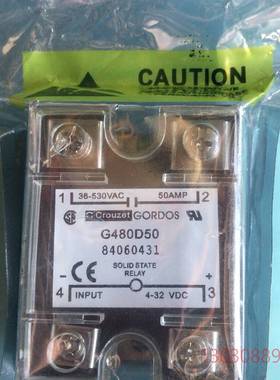 CAUTION
1 36-530VAC 50AMP 2
Crouzet GORDOS
G480D50
84060431
SOLID STATE
RELAY
CE
4 INPUT 4-32 VDC 3